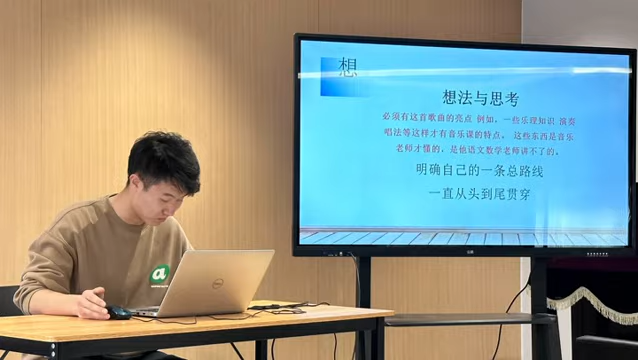 想
想法与思考
必须有这首歌曲的亮点 例如，一些乐理知识 演奏
唱法等这样才有音乐课的特点。 这些东西是音乐
老师才懂的，是他语文数学老师讲不了的。
明确自己的一条总路线
一直从头到尾贯穿
a
DELL